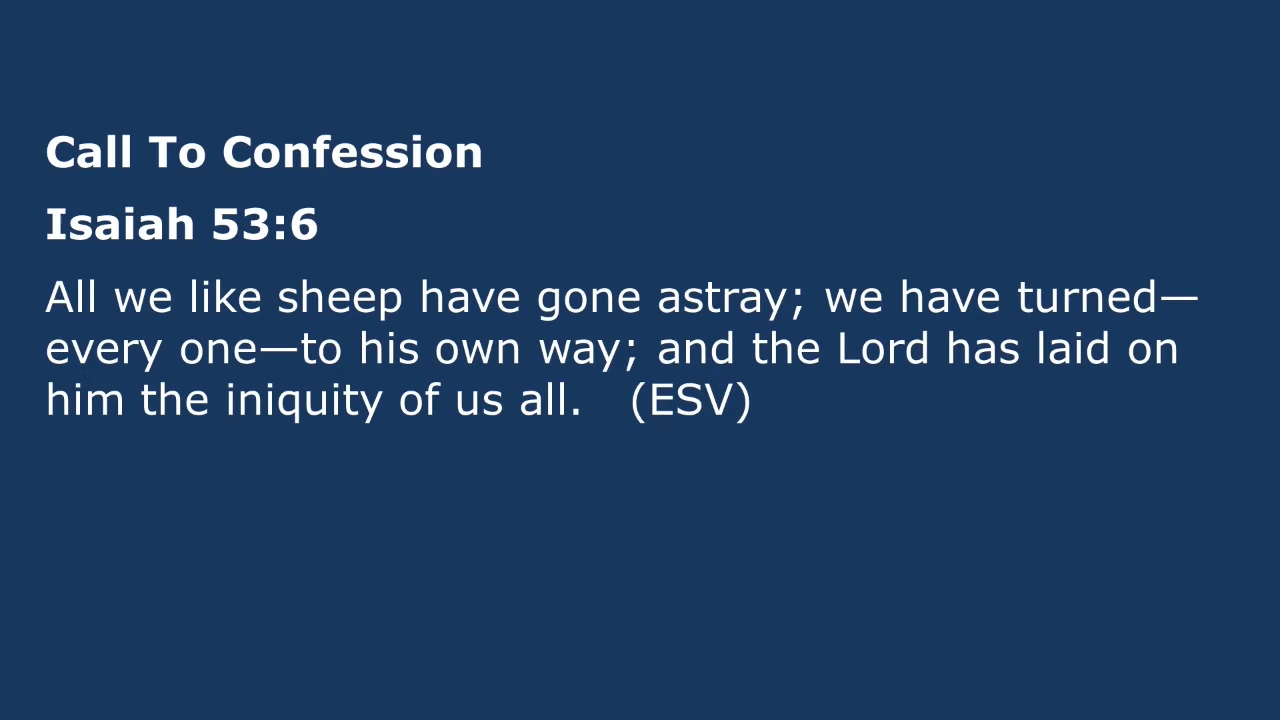 Call To Confession
Isaiah 53:6
All we like sheep have gone astray; we have turned—
every one—to his own way; and the Lord has laid on
him the iniquity of us all.   (ESV)